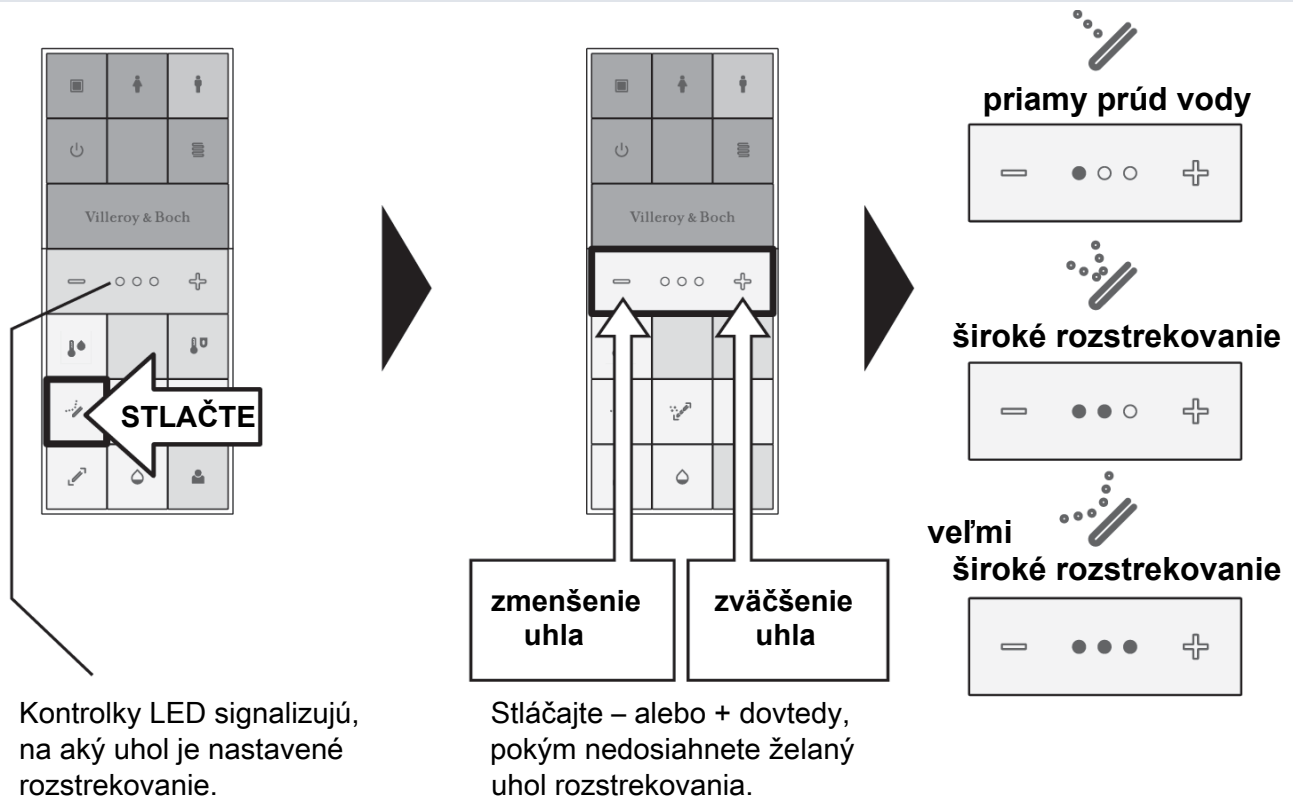 Villeroy & Boch
STLAČTE
Kontrolky LED signalizujú,
na aký uhol je nastavené
rozstrekovanie.
Villeroy & Boch
zmenšenie
uhla
zväčšenie
uhla
Stláčajte – alebo + dovtedy,
pokým nedosiahnete želaný
uhol rozstrekovania.
priamy prúd vody
široké rozstrekovanie
veľmi
široké rozstrekovanie